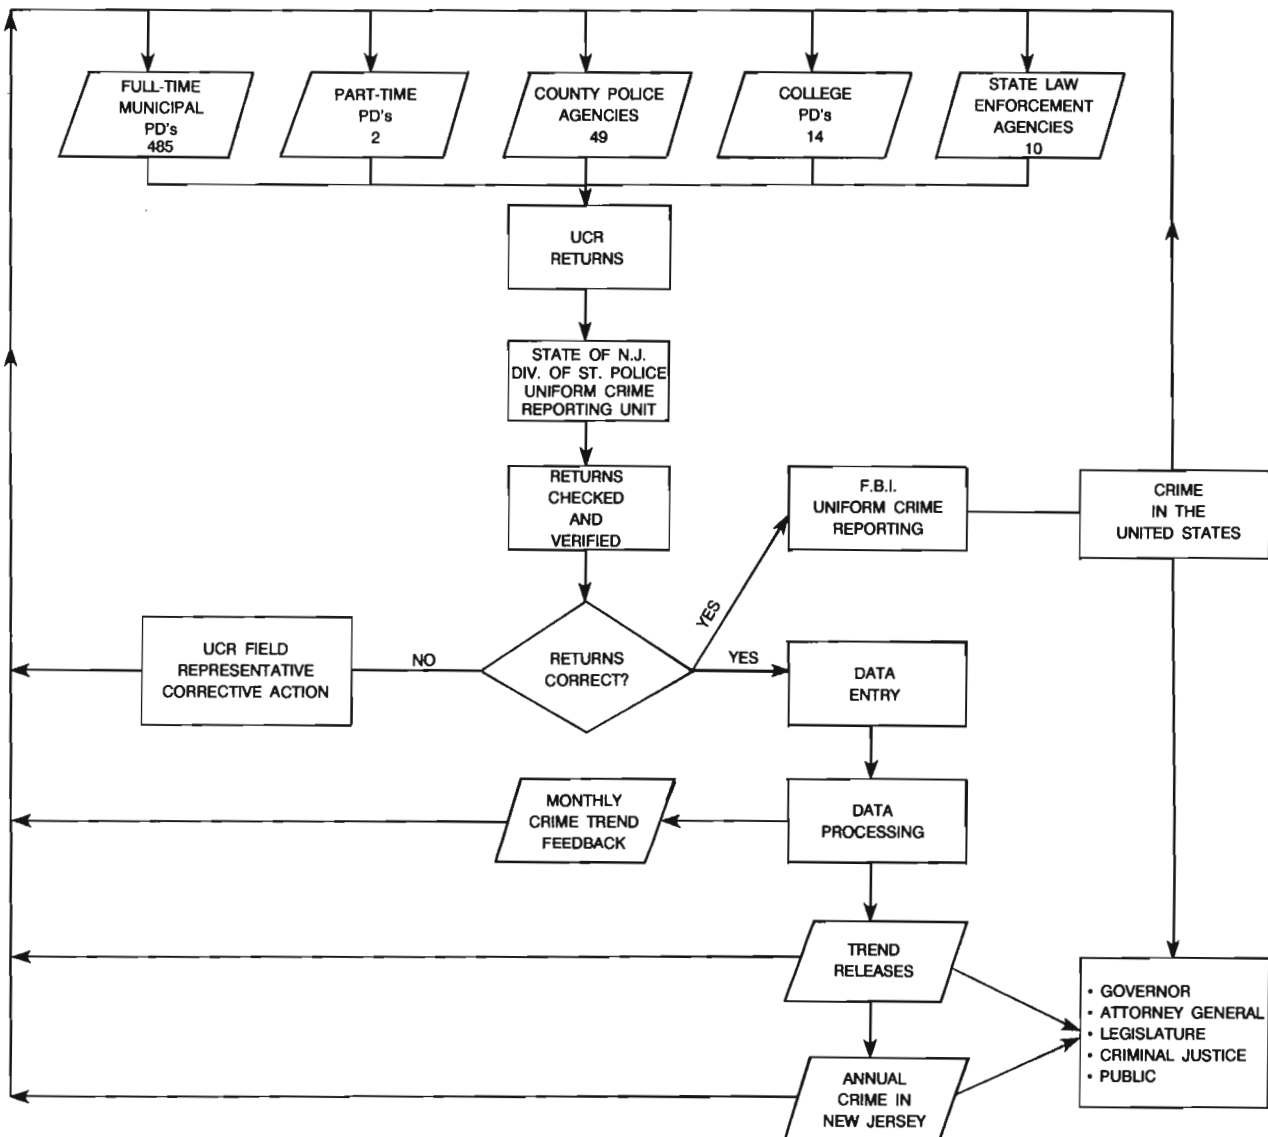 FULL-TIME
MUNICIPAL
PD's
485
PART-TIME
PD's
2
COUNTY POLICE
AGENCIES
49
COLLEGE
PD's
14
STATE LAW
ENFORCEMENT
AGENCIES
10
UCR
RETURNS
STATE OF N.J.
DIV. OF ST. POLICE
UNIFORM CRIME
REPORTING UNIT
RETURNS
CHECKED
AND
VERIFIED
F.B.I.
UNIFORM CRIME
REPORTING
CRIME
IN THE
UNITED STATES
YES
UCR FIELD
REPRESENTATIVE
CORRECTIVE ACTION
NO
RETURNS
CORRECT?
YES
DATA
ENTRY
MONTHLY
CRIME TREND
FEEDBACK
DATA
PROCESSING
TREND
RELEASES
• GOVERNOR
• ATTORNEY GENERAL
• LEGISLATURE
• CRIMINAL JUSTICE
• PUBLIC
ANNUAL
CRIME IN
NEW JERSEY